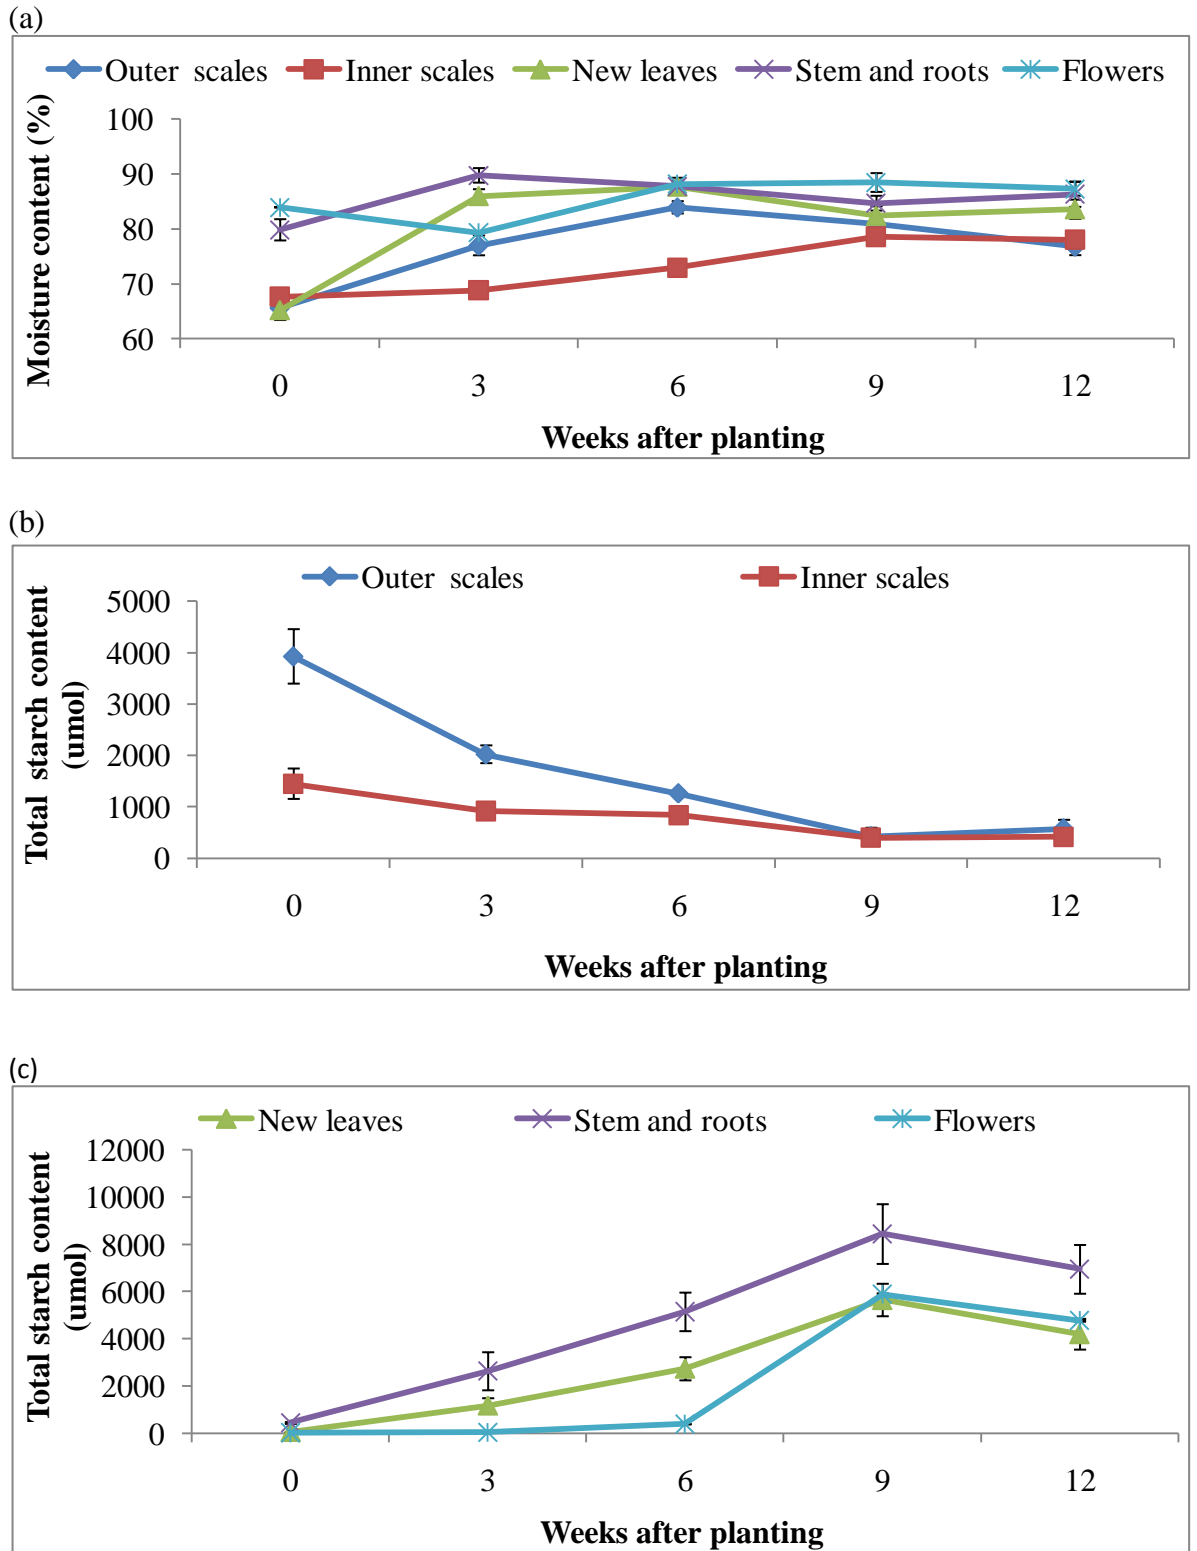 (a)
Outer scales Inner scales New leaves Stem and roots Flowers
Moisture content (%)
100
90
80
70
60
0 3 6 9 12
Weeks after planting
(b)
Outer scales Inner scales
Total starch content
(umol)
5000
4000
3000
2000
1000
0
0 3 6 9 12
Weeks after planting
(c)
New leaves Stem and roots Flowers
Total starch content
(umol)
12000
10000
8000
6000
4000
2000
0
0 3 6 9 12
Weeks after planting